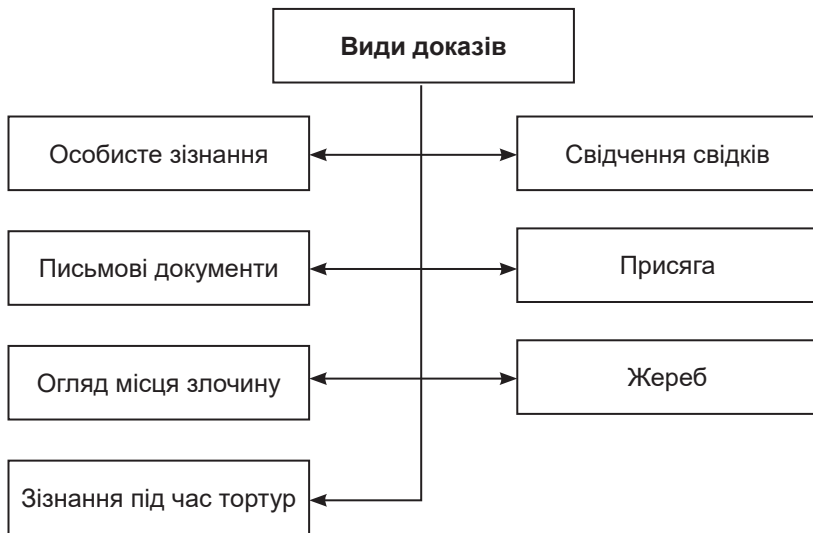 Види доказів
Особисте зізнання
Свідчення свідків
Письмові документи
Присяга
Огляд місця злочину
Жереб
Зізнання під час тортур